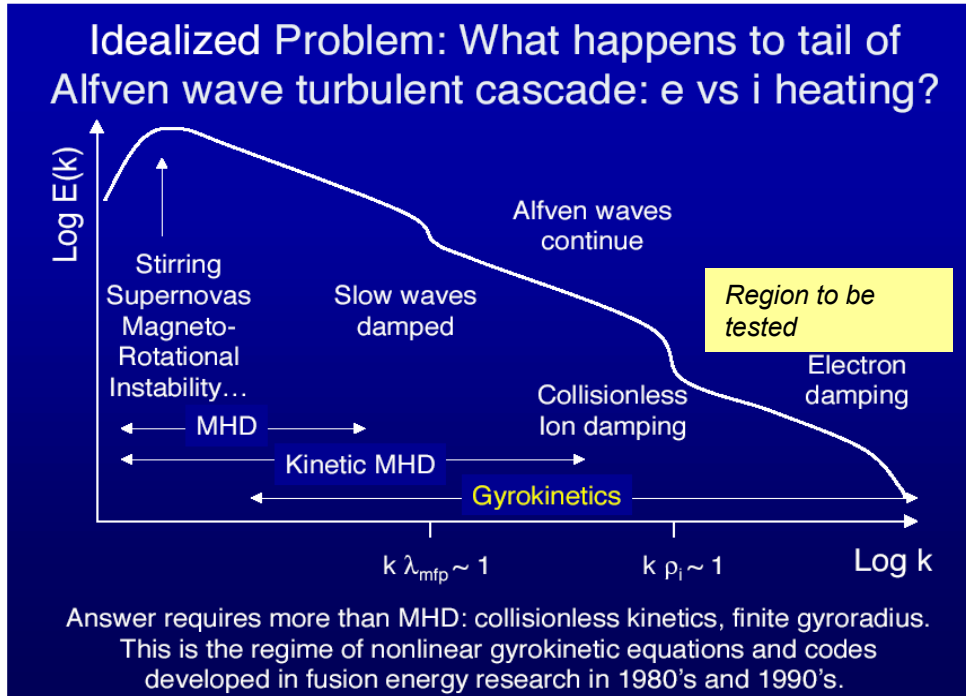 Idealized Problem: What happens to tail of
Alfven wave turbulent cascade: e vs i heating?
Log E(k)
Alfven waves
continue
Stirring
Supernovas
Magneto-
Rotational
Instability…
Slow waves
damped
Region to be
tested
Electron
damping
Collisionless
Ion damping
MHD
Kinetic MHD
Gyrokinetics
k λmfp ~ 1
k ρi ~ 1
Log k
Answer requires more than MHD: collisionless kinetics, finite gyroradius.
This is the regime of nonlinear gyrokinetic equations and codes
developed in fusion energy research in 1980's and 1990's.